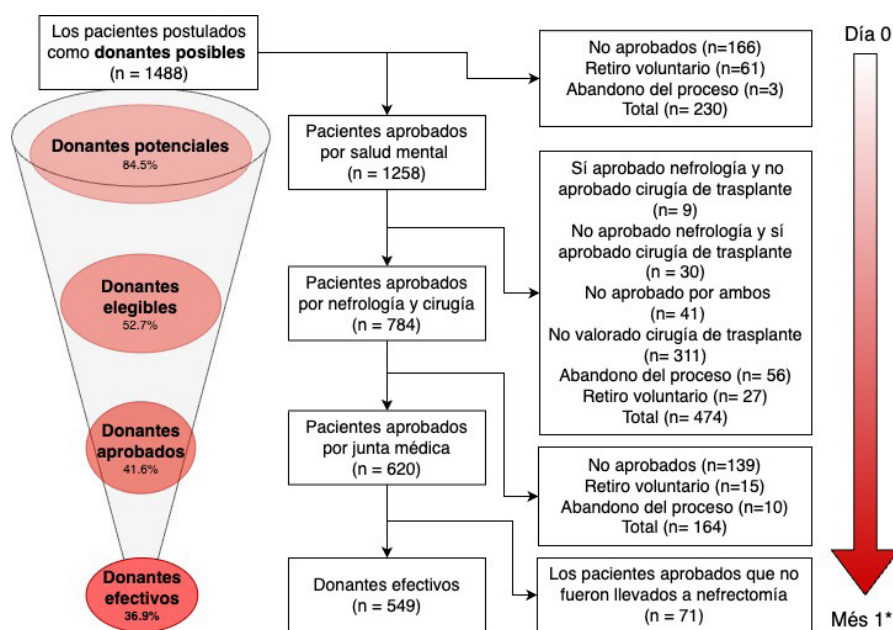 Los pacientes postulados
como donantes posibles
(n = 1488)
No aprobados (n=166)
Retiro voluntario (n=61)
Abandono del proceso (n=3)
Total (n= 230)
Día 0
Donantes potenciales
84.5%
Pacientes aprobados
por salud mental
(n = 1258)
Sí aprobado nefrología y no
aprobado cirugía de trasplante
(n= 9)
No aprobado nefrología y sí
aprobado cirugía de trasplante
(n = 30)
No aprobado por ambos
(n= 41)
No valorado cirugía de trasplante
(n= 311)
Abandono del proceso (n= 56)
Retiro voluntario (n= 27)
Total (n= 474)
Donantes
elegibles
52.7%
Pacientes aprobados
por nefrología y cirugía
(n = 784)
Donantes
aprobados
41.6%
Pacientes aprobados
por junta médica
(n = 620)
No aprobados (n=139)
Retiro voluntario (n=15)
Abandono del proceso (n=10)
Total (n= 164)
Donantes
efectivos
36.9%
Donantes efectivos
(n = 549)
Los pacientes aprobados que no
fueron llevados a nefrectomía
(n = 71)
Més 1*